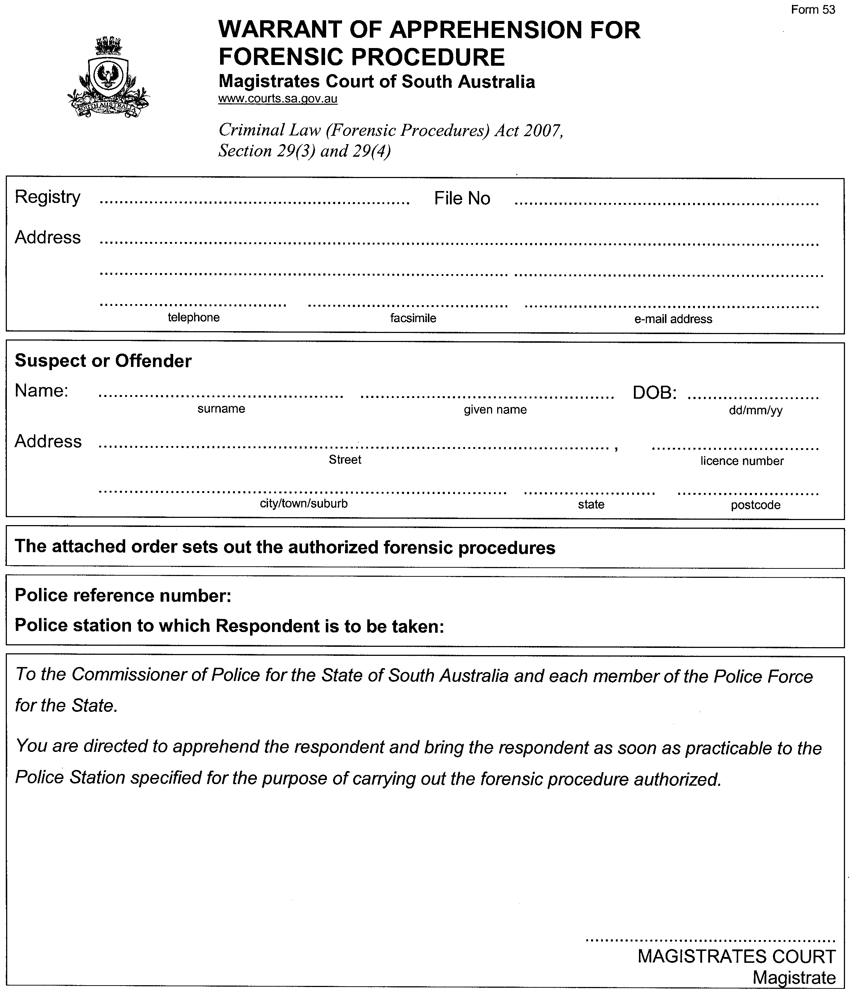 Form 53
WARRANT OF APPREHENSION FOR
FORENSIC PROCEDURE
Magistrates Court of South Australia
www.courts.sa.gov.au
SOUTH AUSTRALIA
Criminal Law (Forensic Procedures) Act 2007,
Section 29(3) and 29(4)
Registry File No
Address
telephone facsimile e-mail address
Suspect or Offender
Name: DOB:
surname given name dd/mm/yy
Address ,
Street licence number
city/town/suburb state postcode
The attached order sets out the authorized forensic procedures
Police reference number:
Police station to which Respondent is to be taken:
To the Commissioner of Police for the State of South Australia and each member of the Police Force
for the State.
You are directed to apprehend the respondent and bring the respondent as soon as practicable to the
Police Station specified for the purpose of carrying out the forensic procedure authorized.
MAGISTRATES COURT
Magistrate